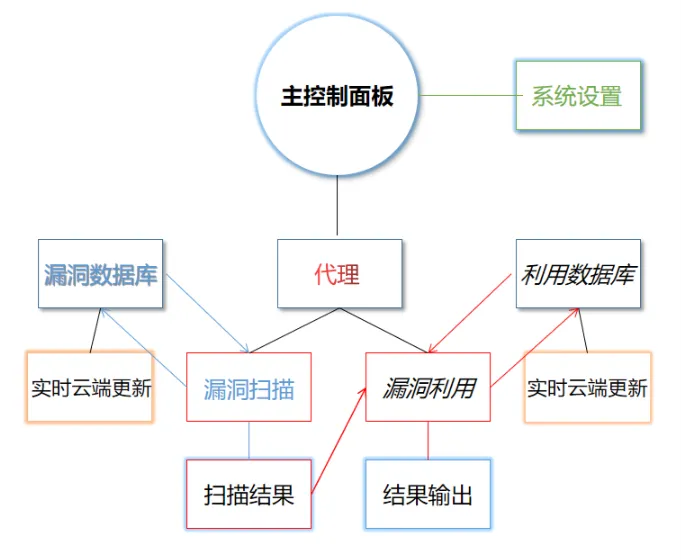 主控制面板
系统设置
漏洞数据库
代理
利用数据库
实时云端更新
漏洞扫描
漏洞利用
实时云端更新
扫描结果
结果输出